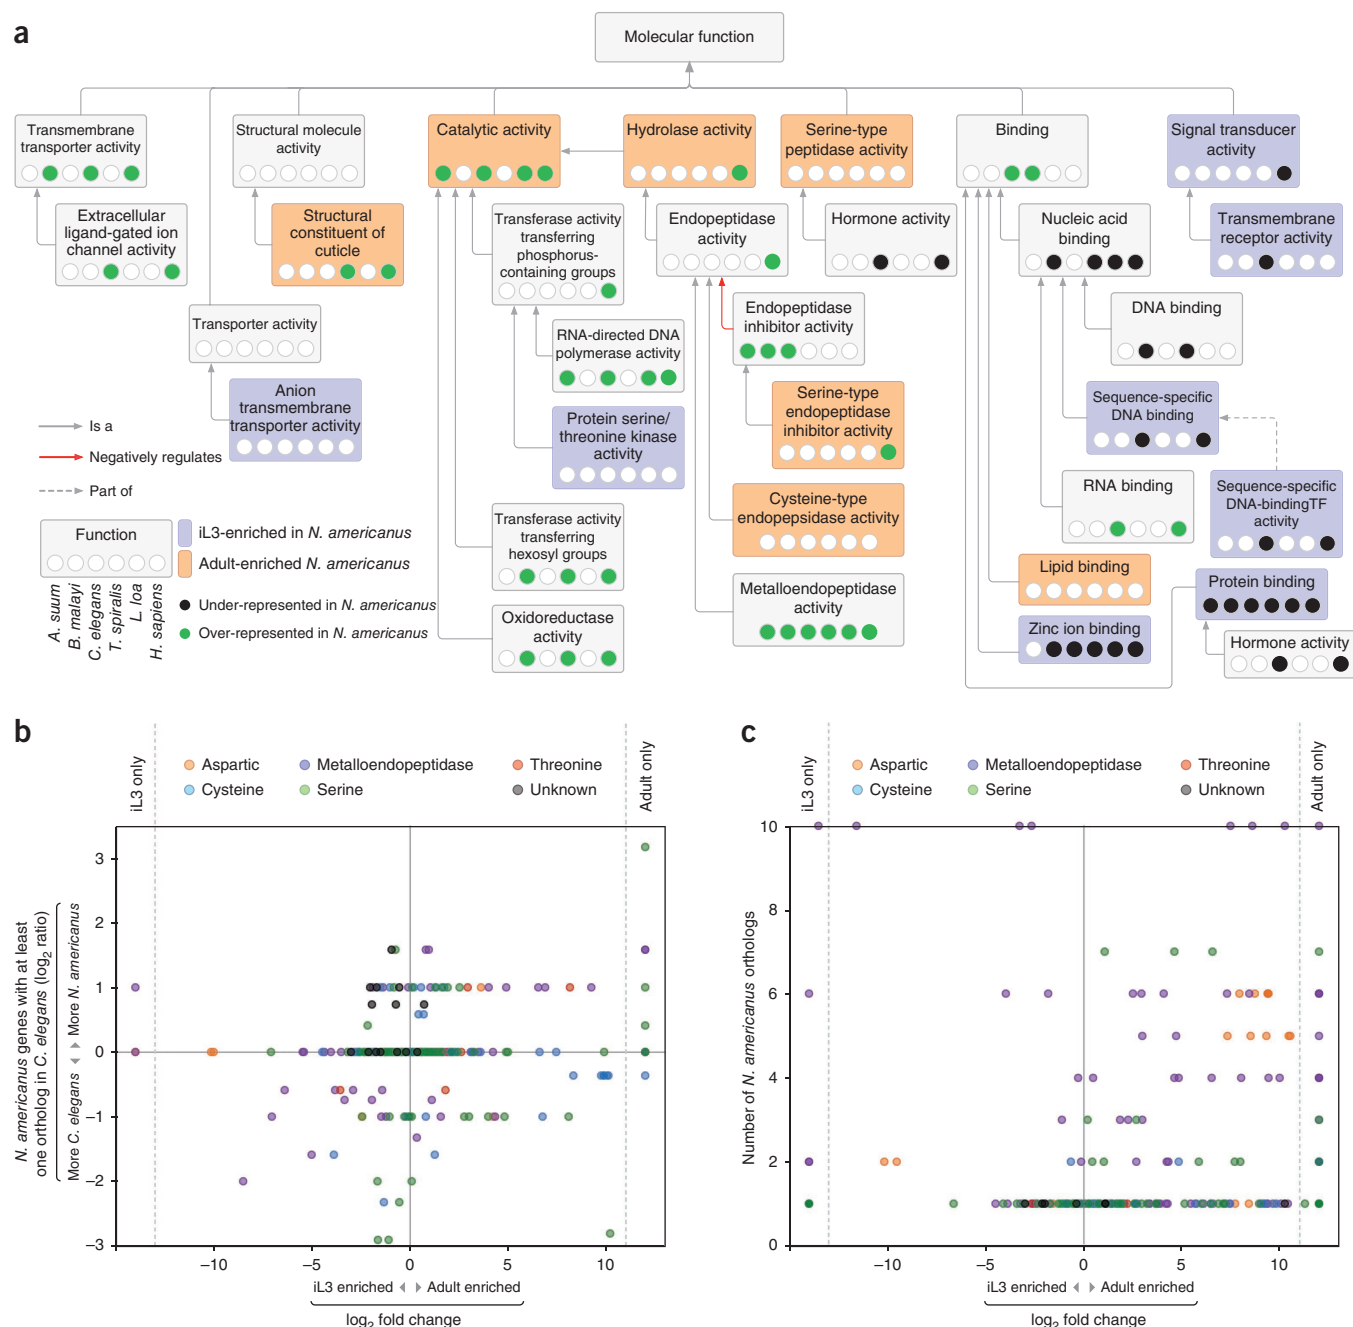 a
Molecular function
Transmembrane
transporter activity
Structural molecule
activity
Catalytic activity
Hydrolase activity
Serine-type
peptidase activity
Binding
Signal transducer
activity
Extracellular
ligand-gated ion
channel activity
Structural
constituent of
cuticle
Transferase activity
transferring
phosphorus-
containing groups
Endopeptidase
activity
Hormone activity
Nucleic acid
binding
Transmembrane
receptor activity
Transporter activity
RNA-directed DNA
polymerase activity
Endopeptidase
inhibitor activity
DNA binding
Anion
transmembrane
transporter activity
Protein serine/
threonine kinase
activity
Serine-type
endopeptidase
inhibitor activity
Sequence-specific
DNA binding
Is a
Negatively regulates
Part of
Transferase activity
transferring
hexosyl groups
Cysteine-type
endopepsidase activity
RNA binding
Sequence-specific
DNA-bindingTF
activity
Function
iL3-enriched in N. americanus
Adult-enriched N. americanus
Under-represented in N. americanus
Over-represented in N. americanus
A. suum
B. malayi
C. elegans
T. spiralis
L. loa
H. sapiens
Oxidoreductase
activity
Metalloendopeptidase
activity
Lipid binding
Zinc ion binding
Protein binding
Hormone activity
b
iL3 only
Aspartic
Metalloendopeptidase
Threonine
Cysteine
Serine
Unknown
Adult only
N. americanus genes with at least
one ortholog in C. elegans (log2 ratio)
More C. elegans
More N. americanus
3
2
1
0
–1
–2
–3
–10
–5
0
5
10
iL3 enriched
Adult enriched
log2 fold change
c
iL3 only
Aspartic
Metalloendopeptidase
Threonine
Cysteine
Serine
Unknown
Adult only
Number of N. americanus orthologs
10
8
6
4
2
0
–10
–5
0
5
10
iL3 enriched
Adult enriched
log2 fold change